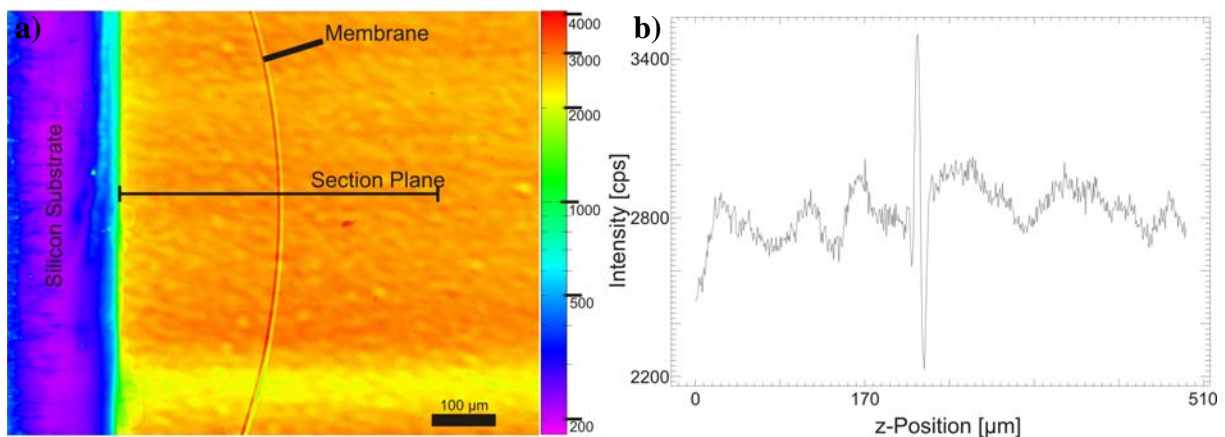 a)
Membrane
Section Plane
Silicon Substrate
100 µm
4000
3000
2000
1000
500
200
b)
Intensity [cps]
3400
2800
2200
0
170
510
z-Position [µm]